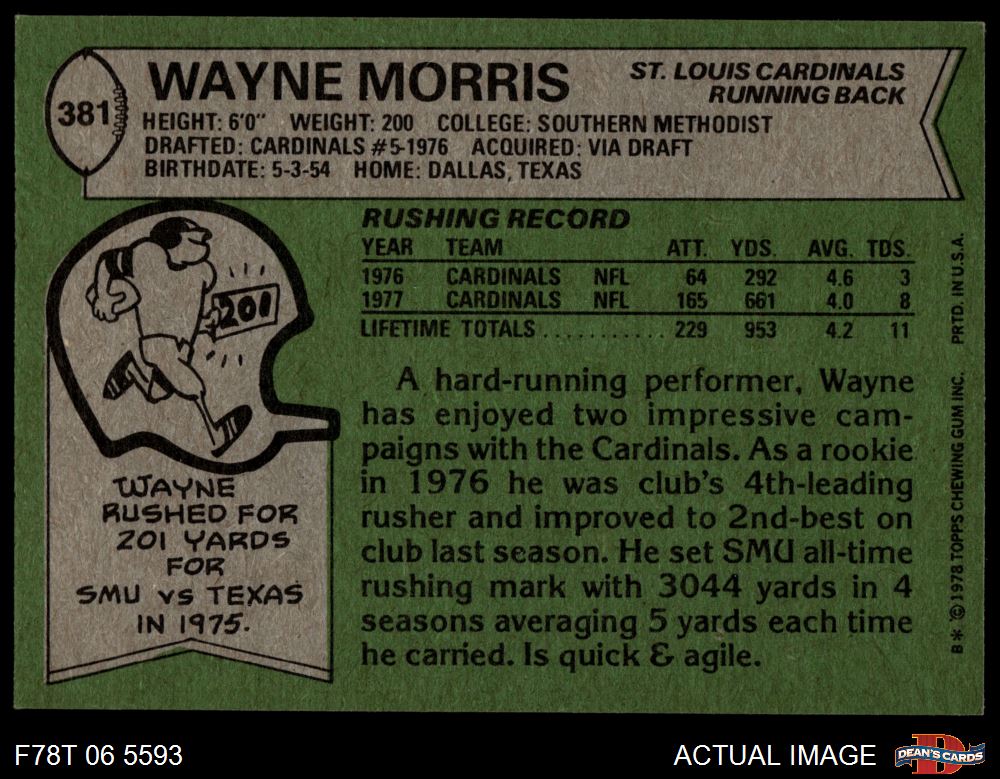 381
WAYNE MORRIS
ST. LOUIS CARDINALS
RUNNING BACK
HEIGHT: 6'0" WEIGHT: 200 COLLEGE: SOUTHERN METHODIST
DRAFTED: CARDINALS #5-1976 ACQUIRED: VIA DRAFT
BIRTHDATE: 5-3-54 HOME: DALLAS, TEXAS
RUSHING RECORD
YEAR TEAM ATT. YDS. AVG. TDS.
1976 CARDINALS NFL 64 292 4.6 3
1977 CARDINALS NFL 165 661 4.0 8
LIFETIME TOTALS........... 229 953 4.2 11
201
WAYNE
RUSHED FOR
201 YARDS
FOR
SMU VS TEXAS
IN 1975.
A hard-running performer, Wayne
has enjoyed two impressive cam-
paigns with the Cardinals. As a rookie
in 1976 he was club's 4th-leading
rusher and improved to 2nd-best on
club last season. He set SMU all-time
rushing mark with 3044 yards in 4
seasons averaging 5 yards each time
he carried. Is quick & agile.
B* © 1978 TOPPS CHEWING GUM INC. PRTD. IN U.S.A.
F78T 06 5593
ACTUAL IMAGE
D
DEAN'S CARDS